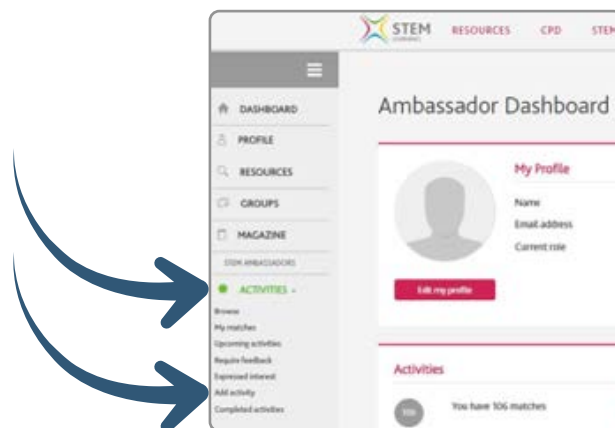 STEM
LEARNING
RESOURCES CPD STEM
DASHBOARD
PROFILE
RESOURCES
GROUPS
MAGAZINE
STEM AMBASSADORS
ACTIVITIES
Browse
My matches
Upcoming activities
Require feedback
Expressed interest
Add activity
Completed activities
Ambassador Dashboard
My Profile
Name
Email address
Current role
Edit my profile
Activities
106 You have 106 matches